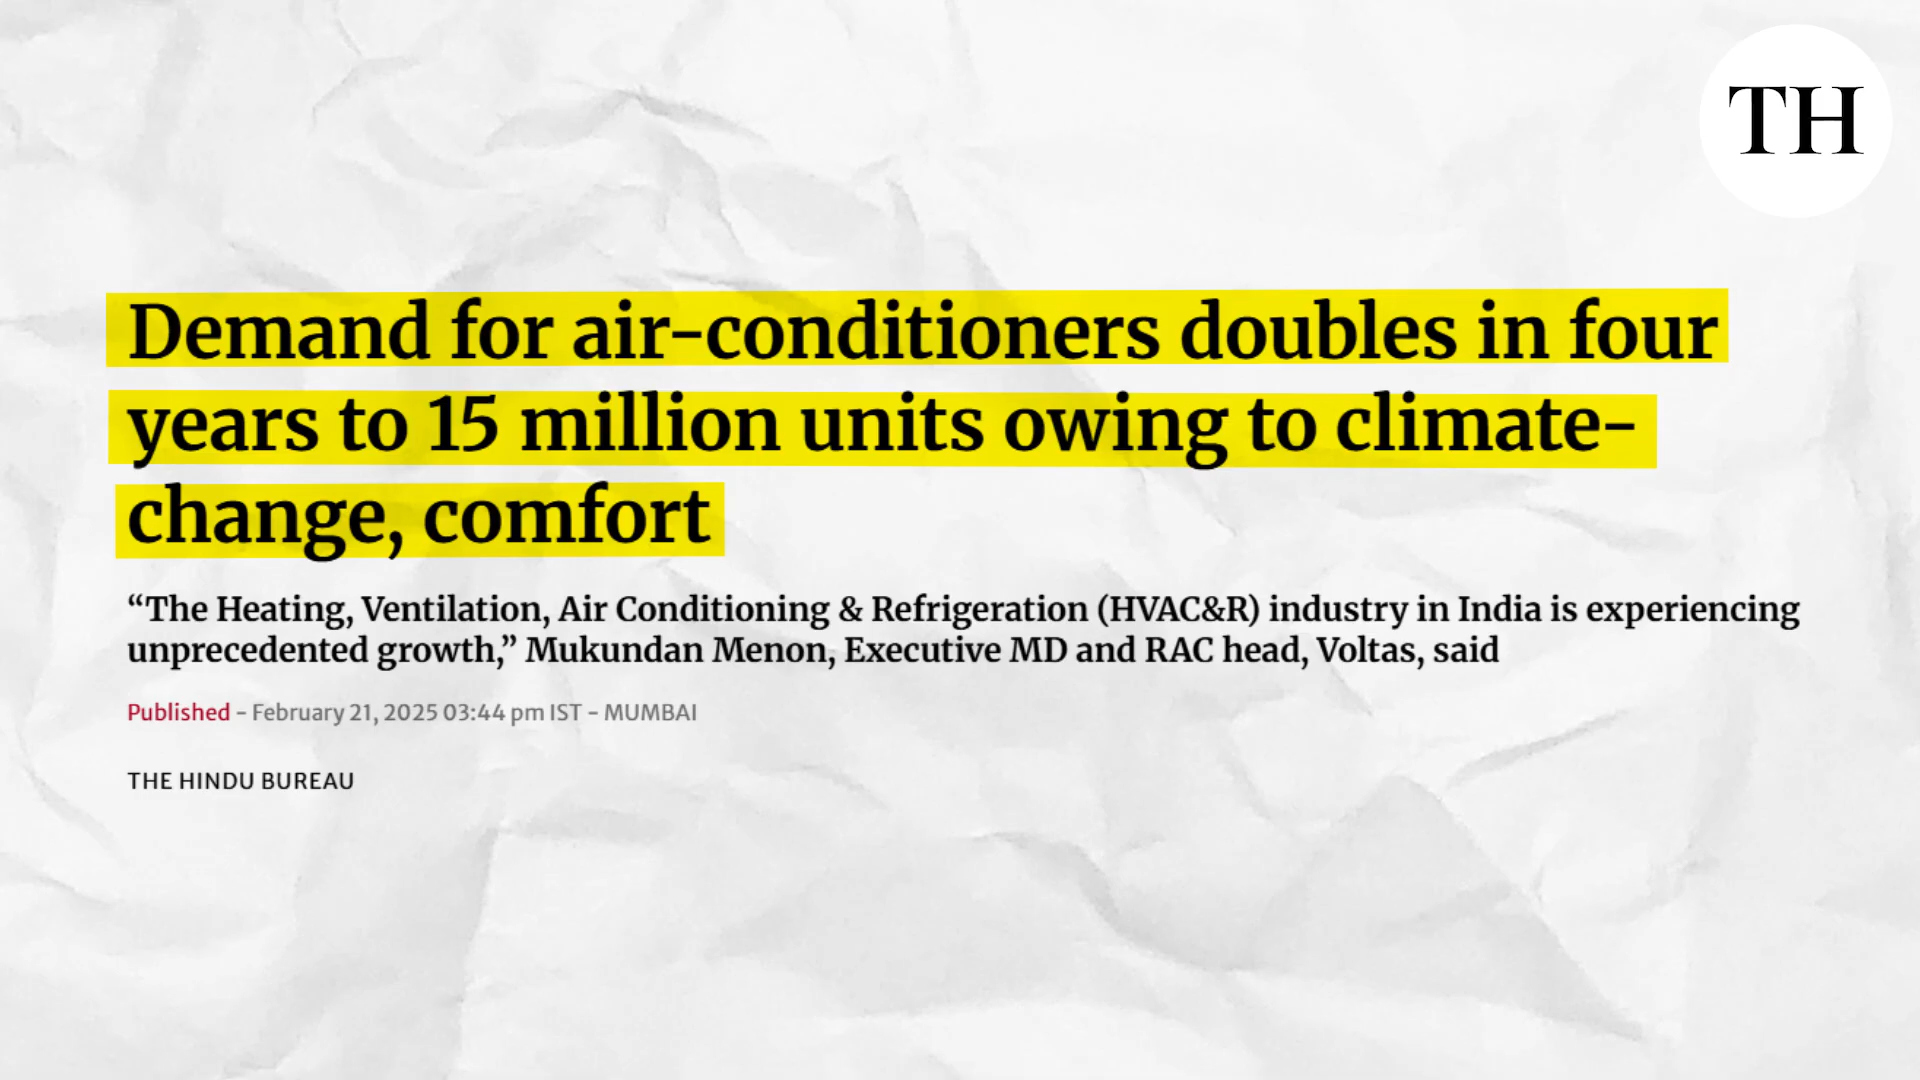 TH
Demand for air-conditioners doubles in four
years to 15 million units owing to climate-
change, comfort
“The Heating, Ventilation, Air Conditioning & Refrigeration (HVAC&R) industry in India is experiencing
unprecedented growth,” Mukundan Menon, Executive MD and RAC head, Voltas, said
Published - February 21, 2025 03:44 pm IST - MUMBAI
THE HINDU BUREAU